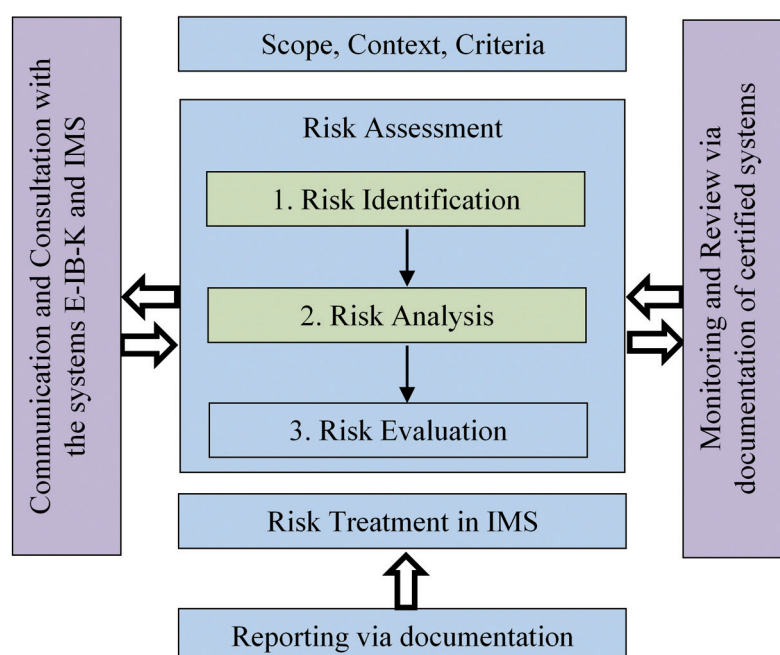 Communication and Consultation with
the systems E-IB-K and IMS
Scope, Context, Criteria
Risk Assessment
1. Risk Identification
2. Risk Analysis
3. Risk Evaluation
Risk Treatment in IMS
Reporting via documentation
Monitoring and Review via
documentation of certified systems